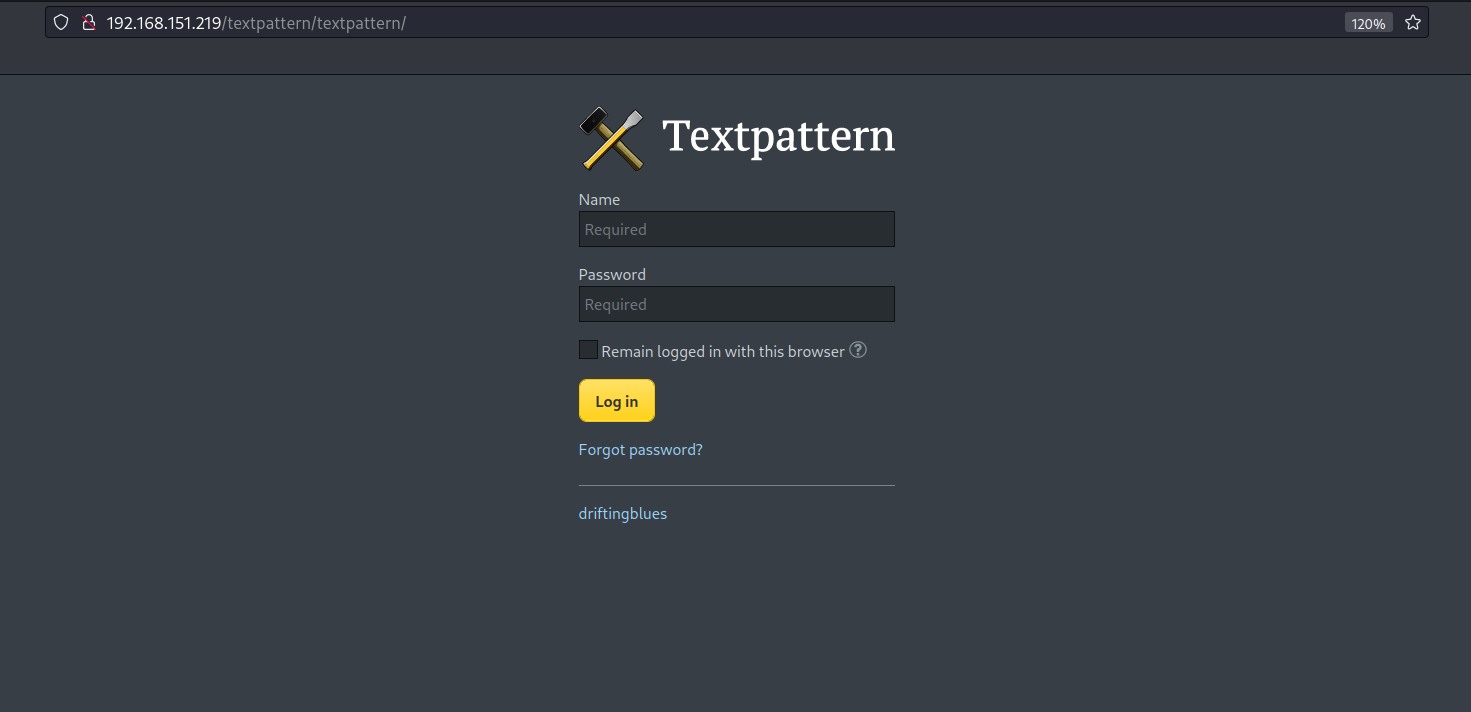 192.168.151.219/textpattern/textpattern/
120%
Textpattern
Name
Required
Password
Required
Remain logged in with this browser ?
Log in
Forgot password?
driftingblues